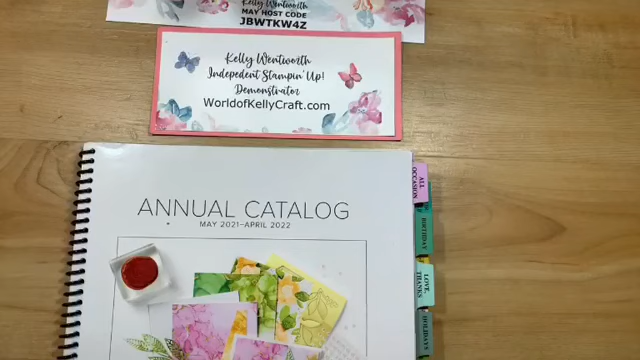 Kelly Wentworth
MAY HOST CODE
JBWTKW4Z
Kelly Wentworth
Indepedent Stampin' Up!
Demonstrator
WorldofKellyCraft.com
ANNUAL CATALOG
MAY 2021–APRIL 2022
ALL OCCASION
BIRTHDAY
LOVE, THANKS
HOLIDAY